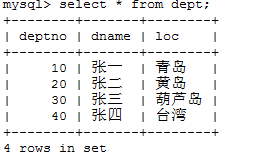 mysql> select * from dept;
+--------+-------+--------+
| deptno | dname | loc |
+--------+-------+--------+
| 10 | 张一 | 青岛 |
| 20 | 张二 | 黄岛 |
| 30 | 张三 | 葫芦岛 |
| 40 | 张四 | 台湾 |
+--------+-------+--------+
4 rows in set